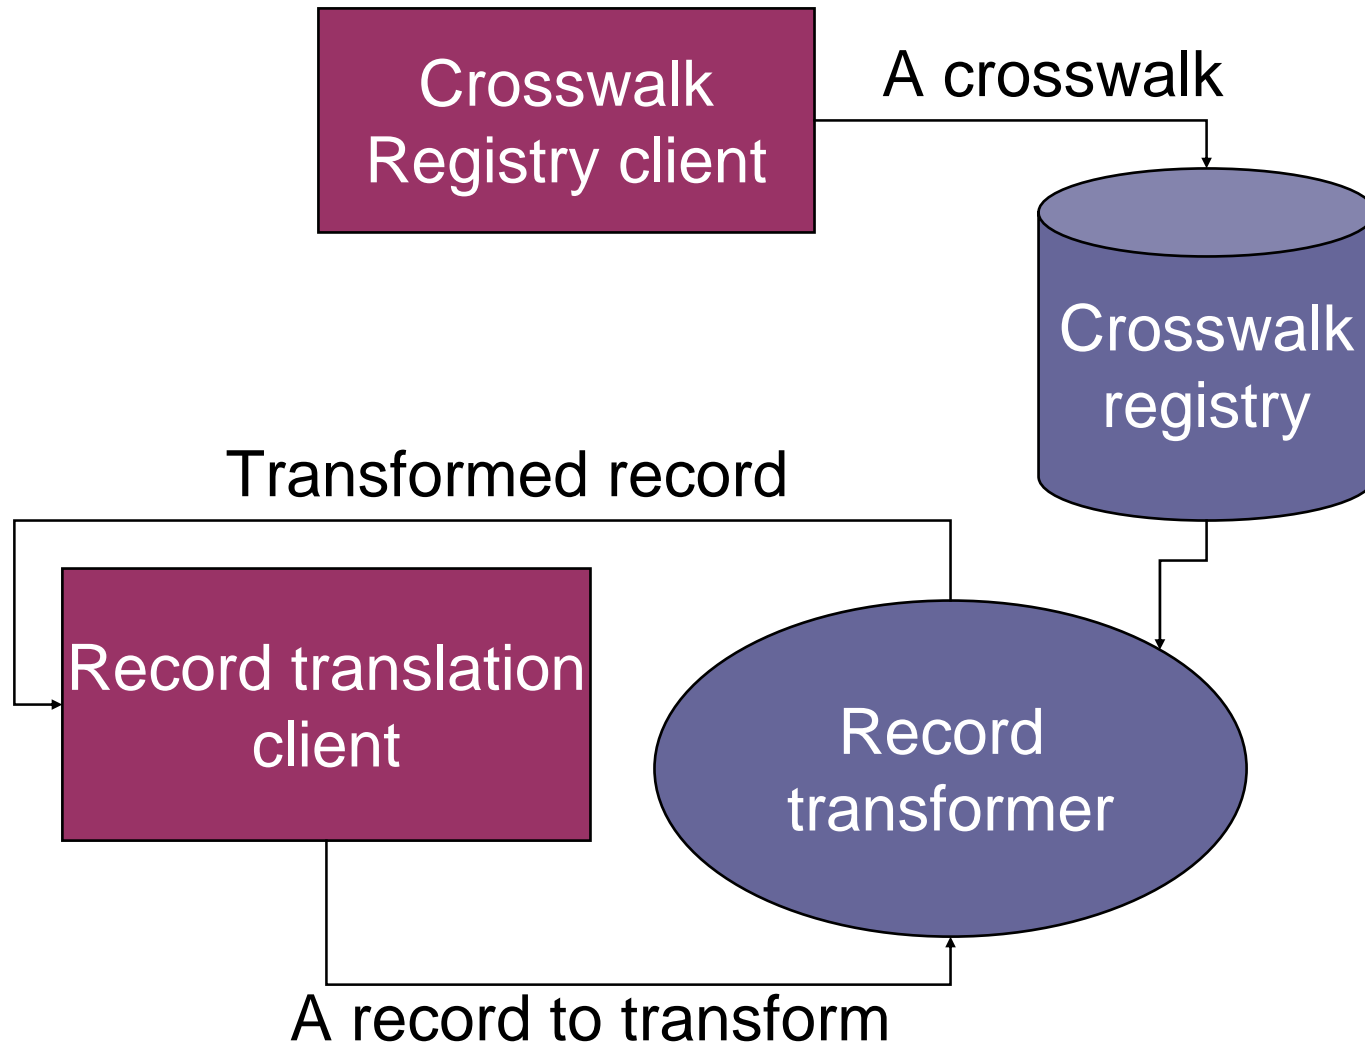 Crosswalk
Registry client
A crosswalk
Crosswalk
registry
Transformed record
Record translation
client
Record
transformer
A record to transform